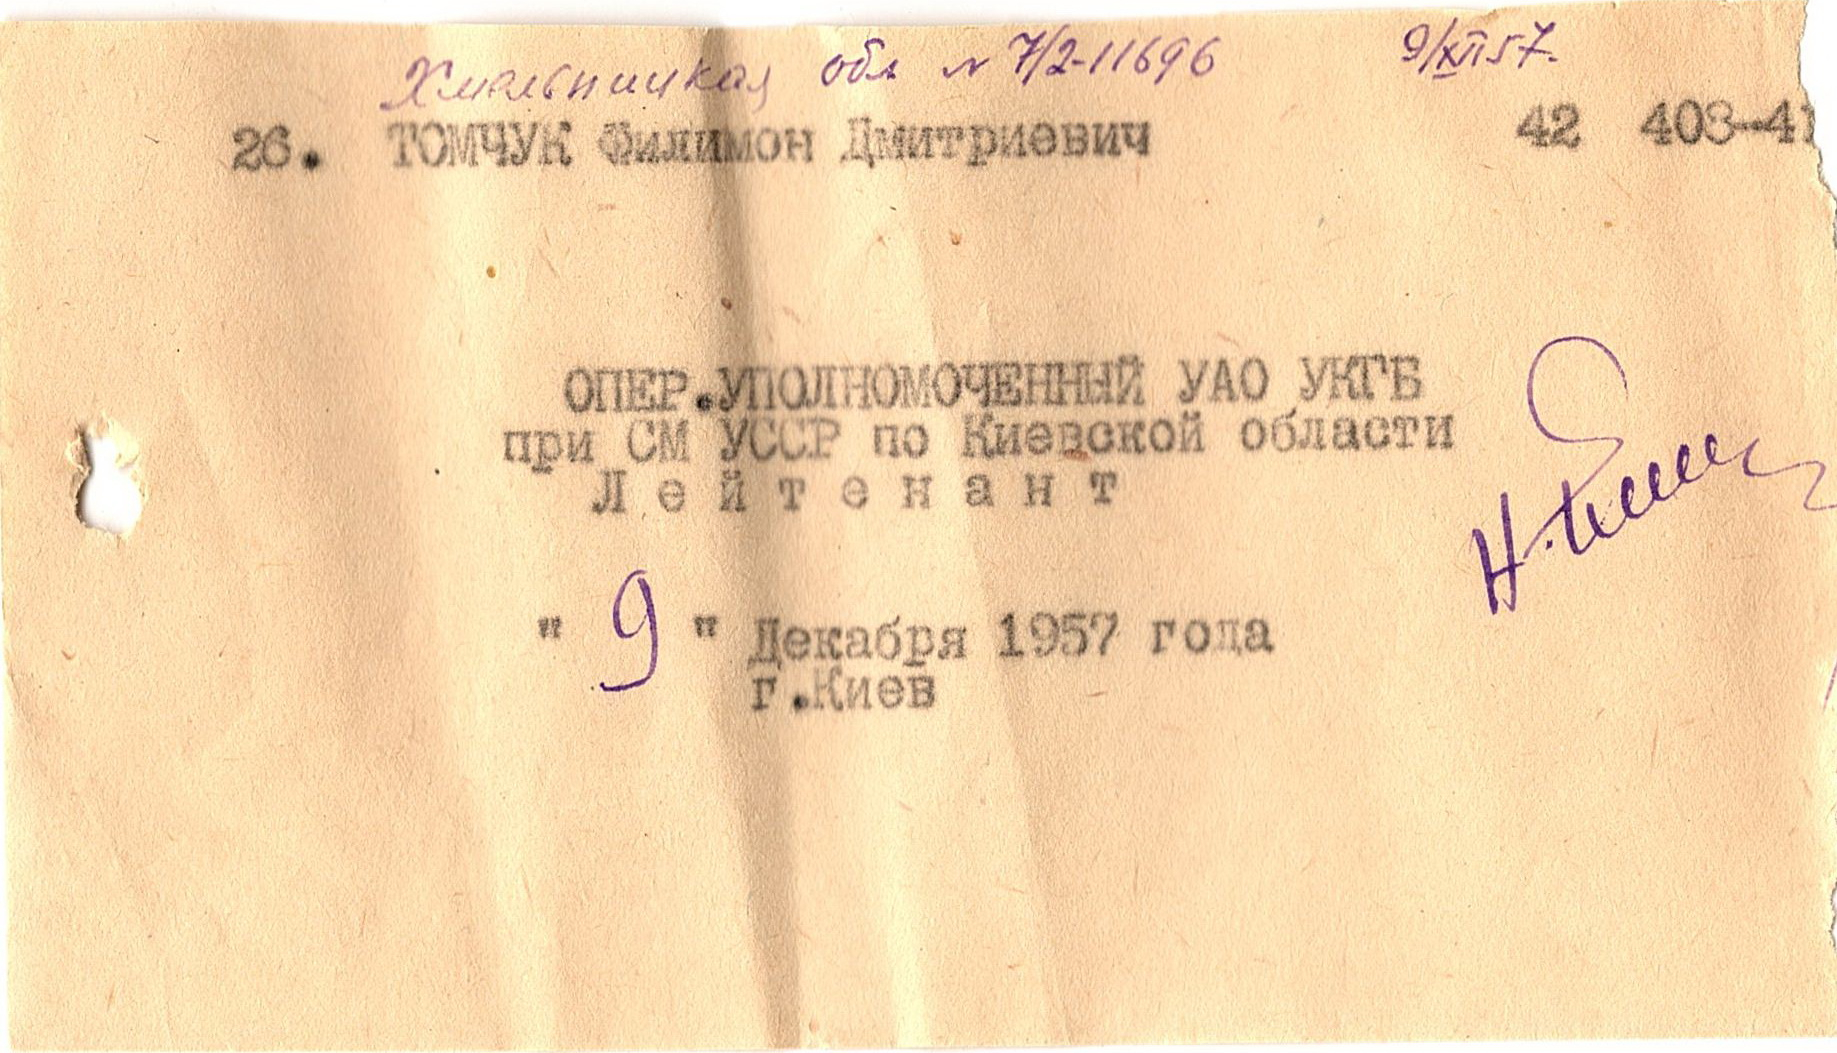 Хмельницкая обл № 7/2-11696 9/XII 57.
26. ТОМЧУК Филимон Дмитриевич 42 403-41
ОПЕР.УПОЛНОМОЧЕННЫЙ УАО УКГБ
при СМ УССР по Киевской области
Лейтенант
" 9 " Декабря 1957 года
г.Киев